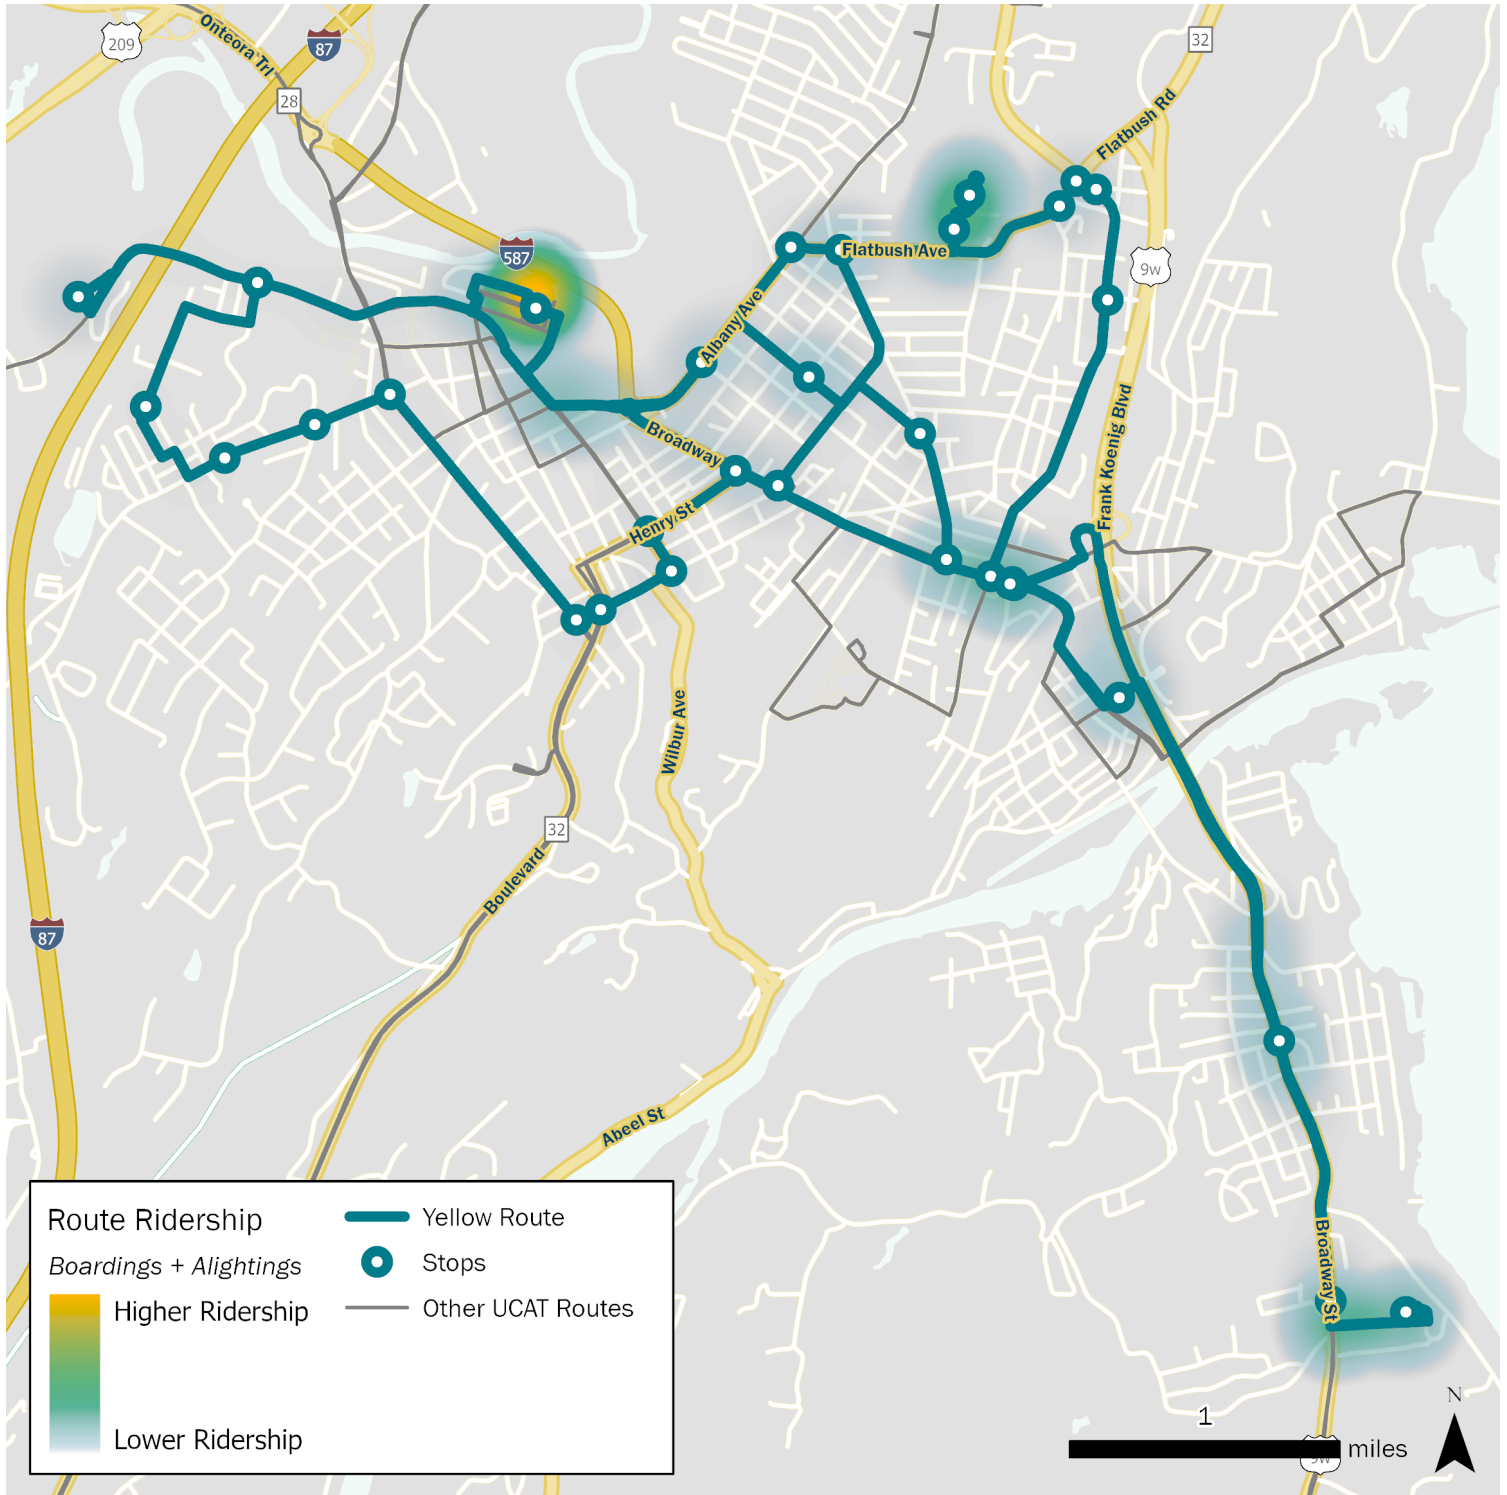 209
Onteora Trl
87
28
32
Flatbush Rd
587
Flatbush Ave
9w
Albany Ave
Broadway
Frank Koenig Blvd
Henry St
Wilbur Ave
32
Boulevard
87
Abeel St
Broadway St
Route Ridership
Boardings + Alightings
Higher Ridership
Lower Ridership
Yellow Route
Stops
Other UCAT Routes
N
1
miles
9w